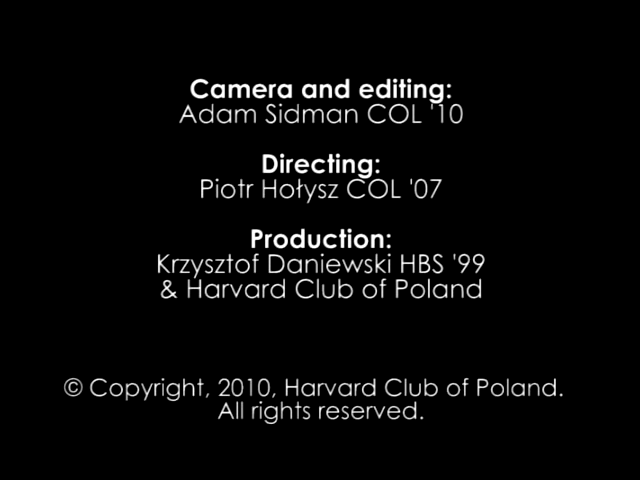 Camera and editing:
Adam Sidman COL '10
Directing:
Piotr Hołysz COL '07
Production:
Krzysztof Daniewski HBS '99
& Harvard Club of Poland
© Copyright, 2010, Harvard Club of Poland.
All rights reserved.